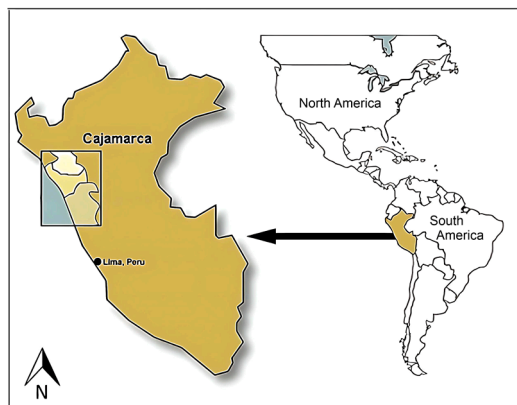 Cajamarca
Lima, Peru
N
North America
South
America